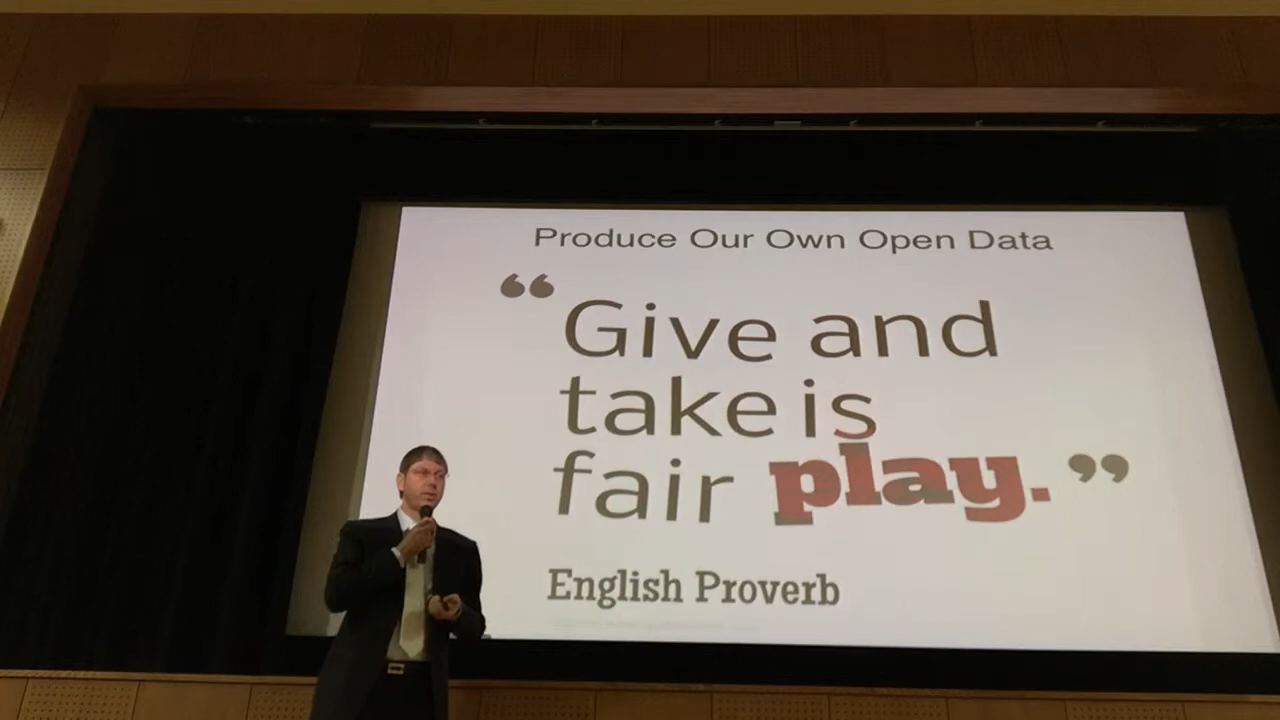 Produce Our Own Open Data
“Give and
take is
fair play.”
English Proverb